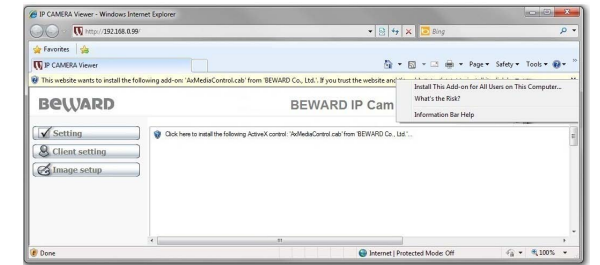 IP CAMERA Viewer - Windows Internet Explorer
http://192.168.0.99/
Bing
Favorites
IP CAMERA Viewer
Page Safety Tools
This website wants to install the following add-on: 'AxMediaControl.cab' from 'BEWARD Co., Ltd.'. If you trust the website and
Install This Add-on for All Users on This Computer...
What's the Risk?
Information Bar Help
BEWARD
BEWARD IP Cam
Setting
Client setting
Image setup
Click here to install the following ActiveX control: 'AxMediaControl.cab' from 'BEWARD Co., Ltd.'...
Done
Internet | Protected Mode: Off
100%